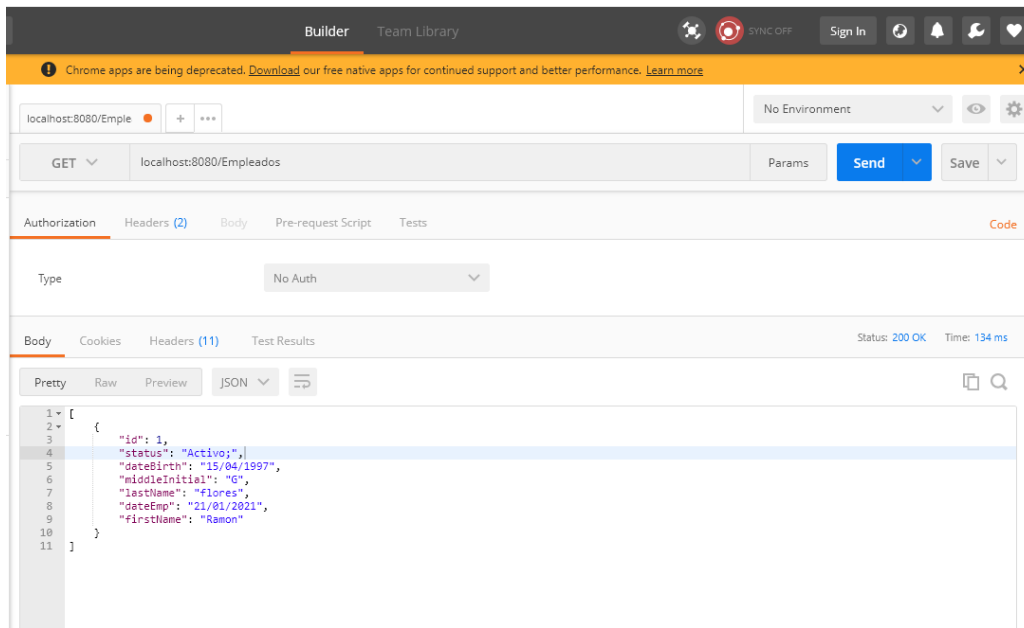 Builder Team Library SYNC OFF Sign In
Chrome apps are being deprecated. Download our free native apps for continued support and better performance. Learn more
localhost:8080/Emple + ••• No Environment
GET localhost:8080/Empleados Params Send Save
Authorization Headers (2) Body Pre-request Script Tests Code
Type No Auth
Body Cookies Headers (11) Test Results Status: 200 OK Time: 134 ms
Pretty Raw Preview JSON
1 [
2 {
3 "id": 1,
4 "status": "Activo;",
5 "dateBirth": "15/04/1997",
6 "middleInitial": "G",
7 "lastName": "flores",
8 "dateEmp": "21/01/2021",
9 "firstName": "Ramon"
10 }
11 ]